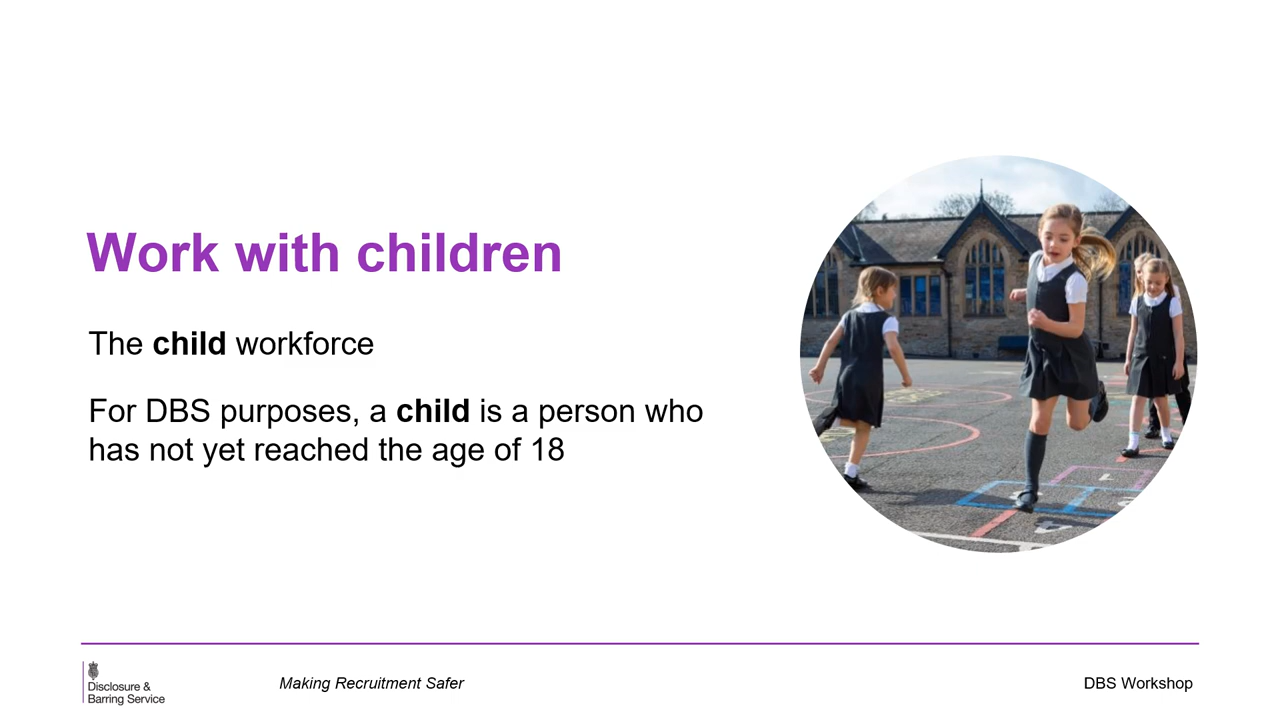 Work with children
The child workforce
For DBS purposes, a child is a person who
has not yet reached the age of 18
Disclosure &
Barring Service
Making Recruitment Safer
DBS Workshop